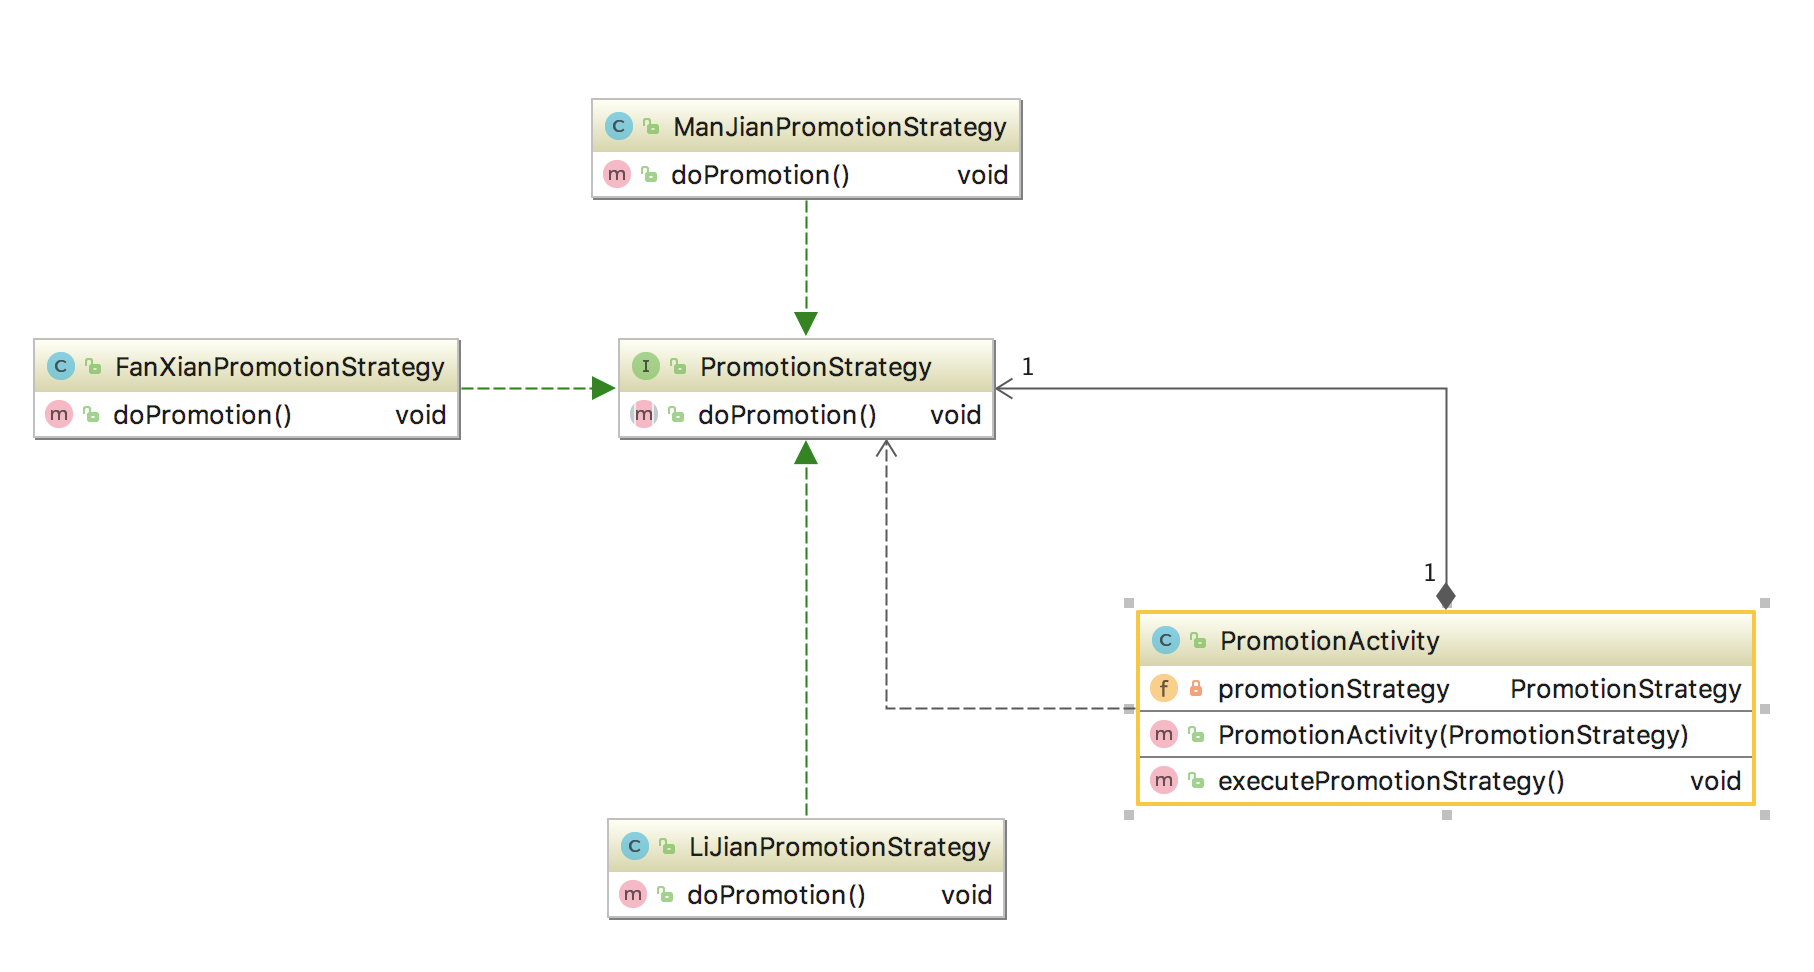 C ManJianPromotionStrategy
m doPromotion() void
C FanXianPromotionStrategy
m doPromotion() void
I PromotionStrategy
m doPromotion() void
1
1
C PromotionActivity
f promotionStrategy PromotionStrategy
m PromotionActivity(PromotionStrategy)
m executePromotionStrategy() void
C LiJianPromotionStrategy
m doPromotion() void